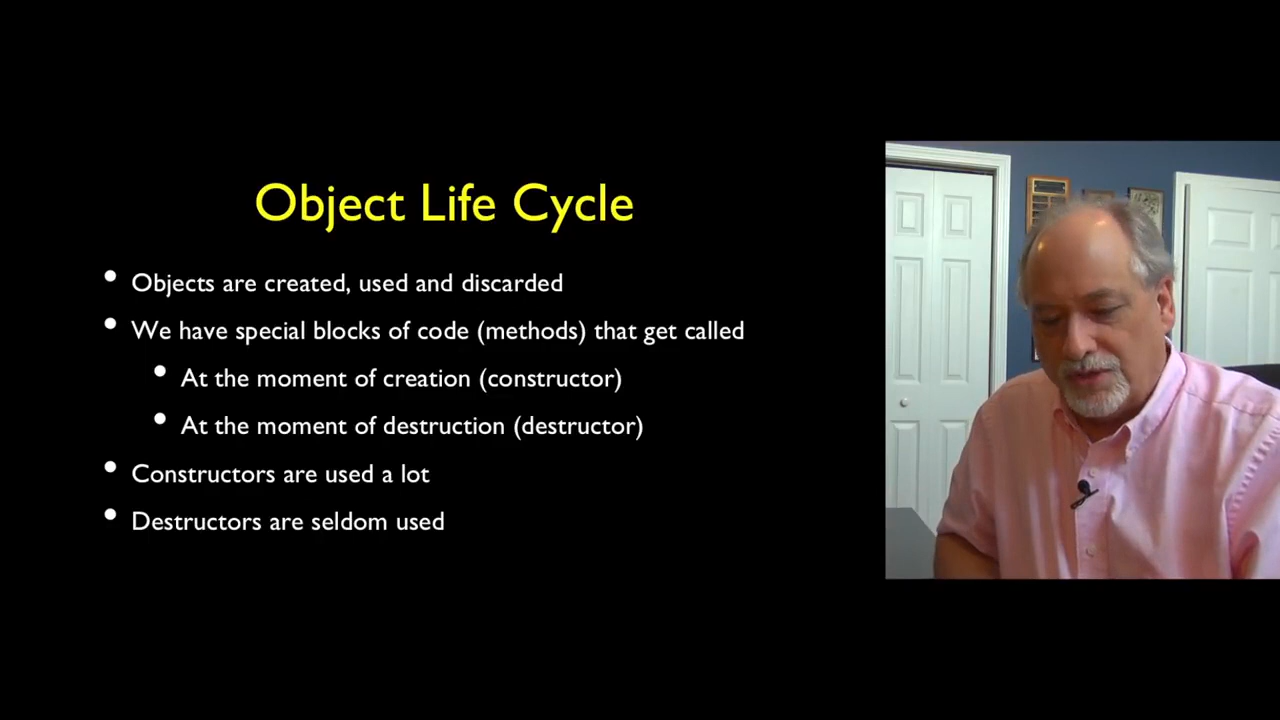 Object Life Cycle
• Objects are created, used and discarded
• We have special blocks of code (methods) that get called
• At the moment of creation (constructor)
• At the moment of destruction (destructor)
• Constructors are used a lot
• Destructors are seldom used